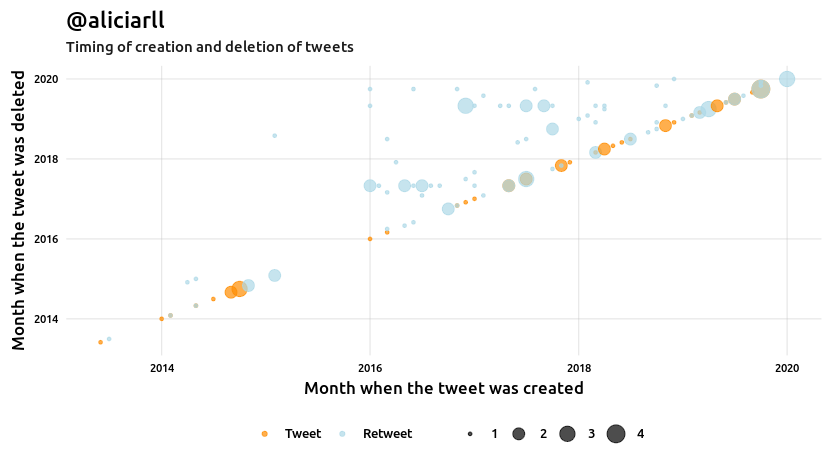 @aliciarll
Timing of creation and deletion of tweets
Month when the tweet was deleted
2020
2018
2016
2014
2014 2016 2018 2020
Month when the tweet was created
Tweet Retweet 1 2 3 4